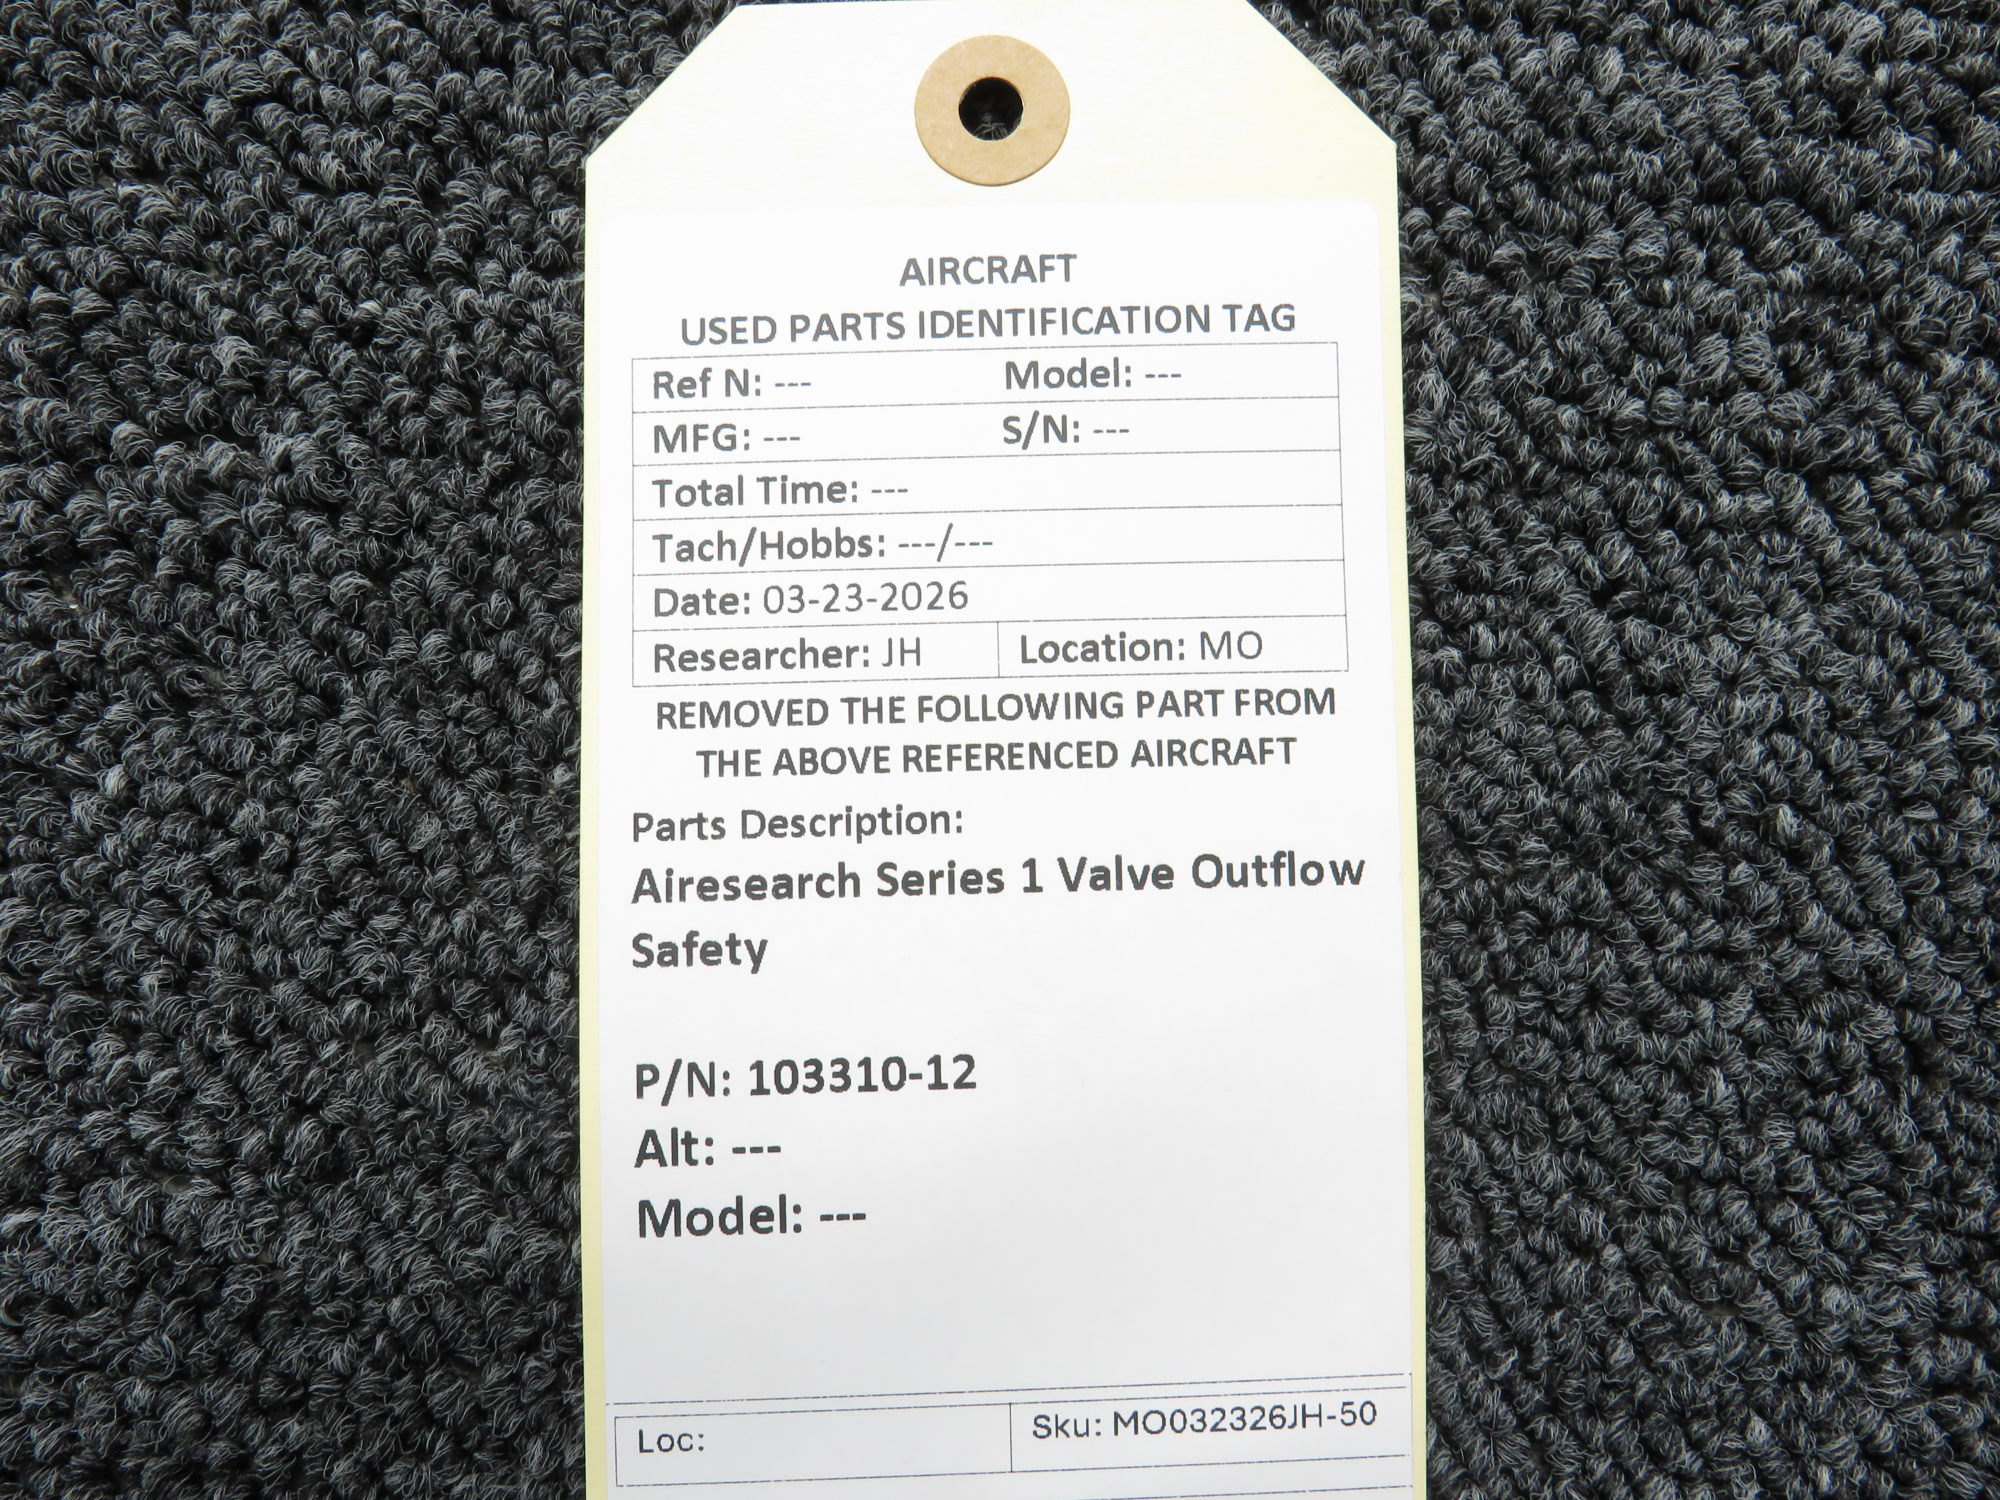 AIRCRAFT
USED PARTS IDENTIFICATION TAG
Ref N: --- Model: ---
MFG: --- S/N: ---
Total Time: ---
Tach/Hobbs: ---/---
Date: 03-23-2026
Researcher: JH Location: MO
REMOVED THE FOLLOWING PART FROM
THE ABOVE REFERENCED AIRCRAFT
Parts Description:
Airesearch Series 1 Valve Outflow
Safety
P/N: 103310-12
Alt: ---
Model: ---
Loc: Sku: MO032326JH-50